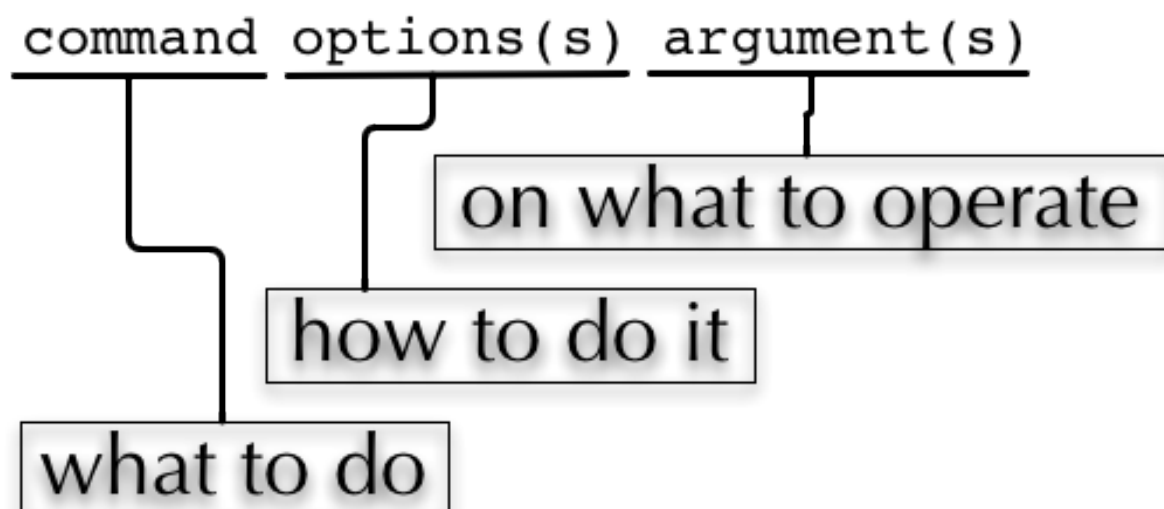 command options(s) argument(s)
on what to operate
how to do it
what to do